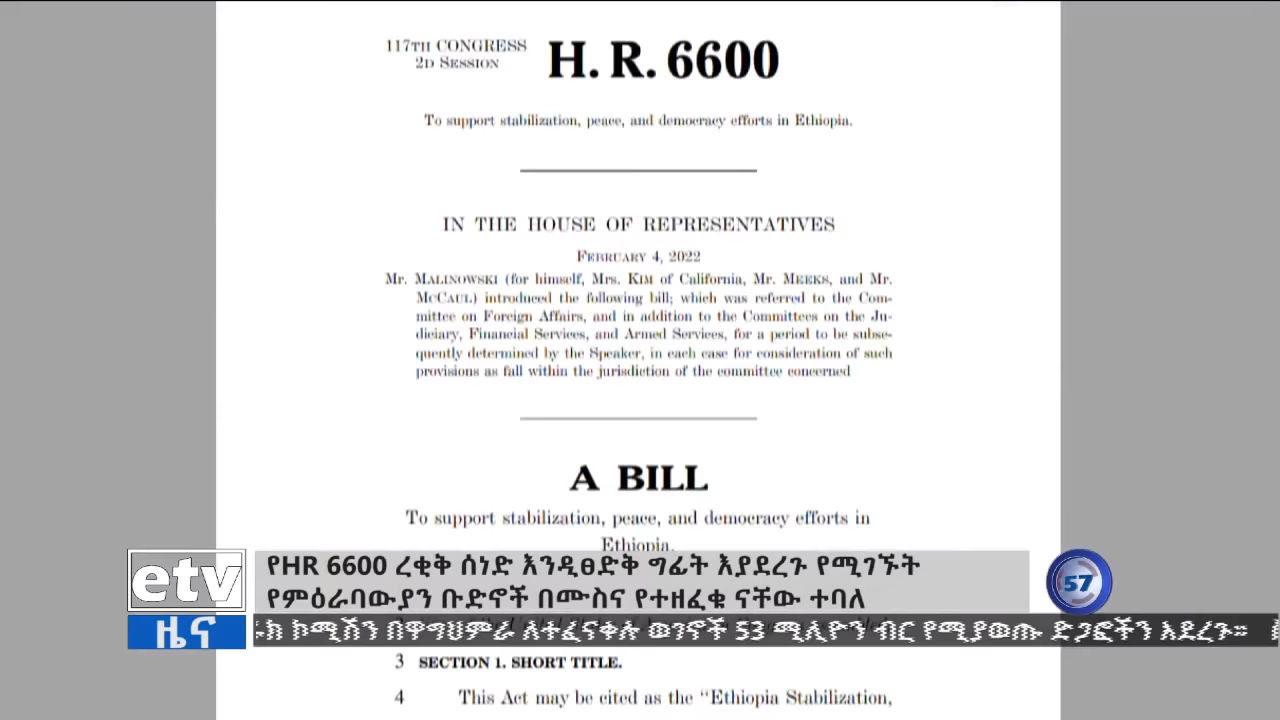 117TH CONGRESS
2D SESSION
H. R. 6600
To support stabilization, peace, and democracy efforts in Ethiopia.
IN THE HOUSE OF REPRESENTATIVES
FEBRUARY 4, 2022
Mr. MALINOWSKI (for himself, Mrs. KIM of California, Mr. MEEKS, and Mr.
MCCAUL) introduced the following bill; which was referred to the Com-
mittee on Foreign Affairs, and in addition to the Committees on the Ju-
diciary, Financial Services, and Armed Services, for a period to be subse-
quently determined by the Speaker, in each case for consideration of such
provisions as fall within the jurisdiction of the committee concerned
A BILL
To support stabilization, peace, and democracy efforts in
Ethiopia.
etv
የHR 6600 ረቂቅ ሰነድ እንዲፀድቅ ግፊት እያደረጉ የሚገኙት
የምዕራባውያን ቡድኖች በሙስና የተዘፈቁ ናቸው ተባለ
57
ዜና
ኮሚሽን በዋግህምራ ለተፈናቀሉ ወገኖች 53 ሚሊዮን ብር የሚያወጡ ድጋፎችን አደረጉ።
3 SECTION 1. SHORT TITLE.
4 This Act may be cited as the “Ethiopia Stabilization,